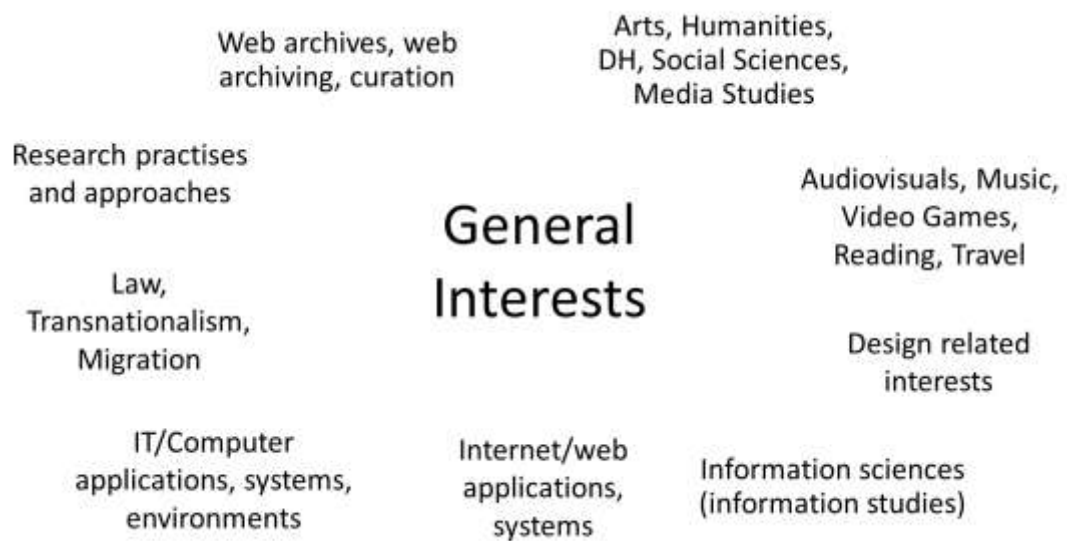 Web archives, web
archiving, curation
Arts, Humanities,
DH, Social Sciences,
Media Studies
Research practises
and approaches
General
Interests
Audiovisuals, Music,
Video Games,
Reading, Travel
Law,
Transnationalism,
Migration
Design related
interests
IT/Computer
applications, systems,
environments
Internet/web
applications,
systems
Information sciences
(information studies)